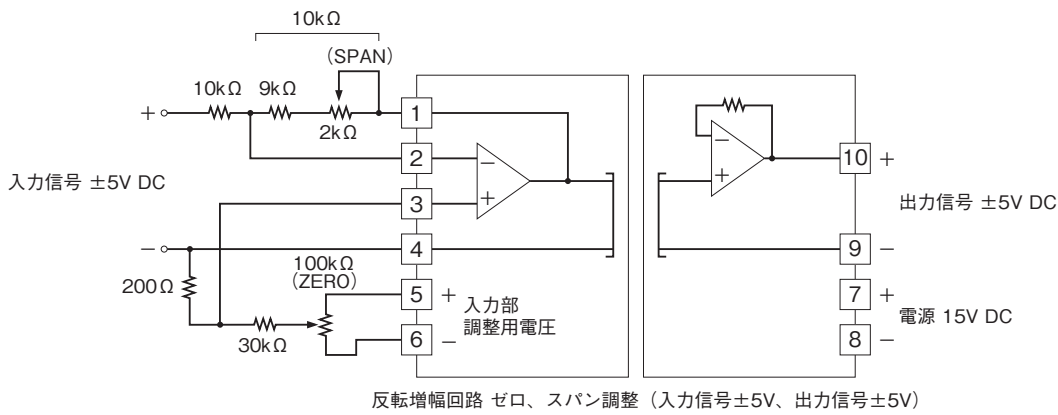 10kΩ
(SPAN)
10kΩ
9kΩ
2kΩ
+
1
2
3
4
5
6
−
+
入力信号 ±5V DC
−
200Ω
100kΩ
(ZERO)
30kΩ
+
−
入力部
調整用電圧
−
+
10
+
出力信号 ±5V DC
9
−
7
+
電源 15V DC
8
−
反転増幅回路 ゼロ、スパン調整（入力信号±5V、出力信号±5V）